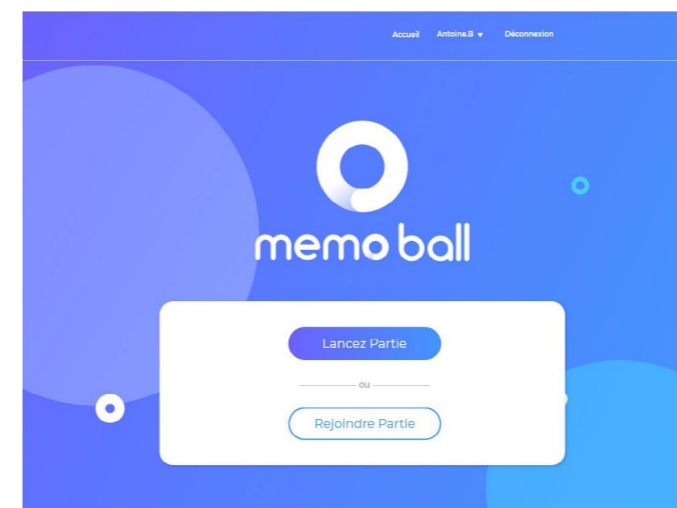 Accueil Antoine.B Déconnexion
memo ball
Lancez Partie
ou
Rejoindre Partie